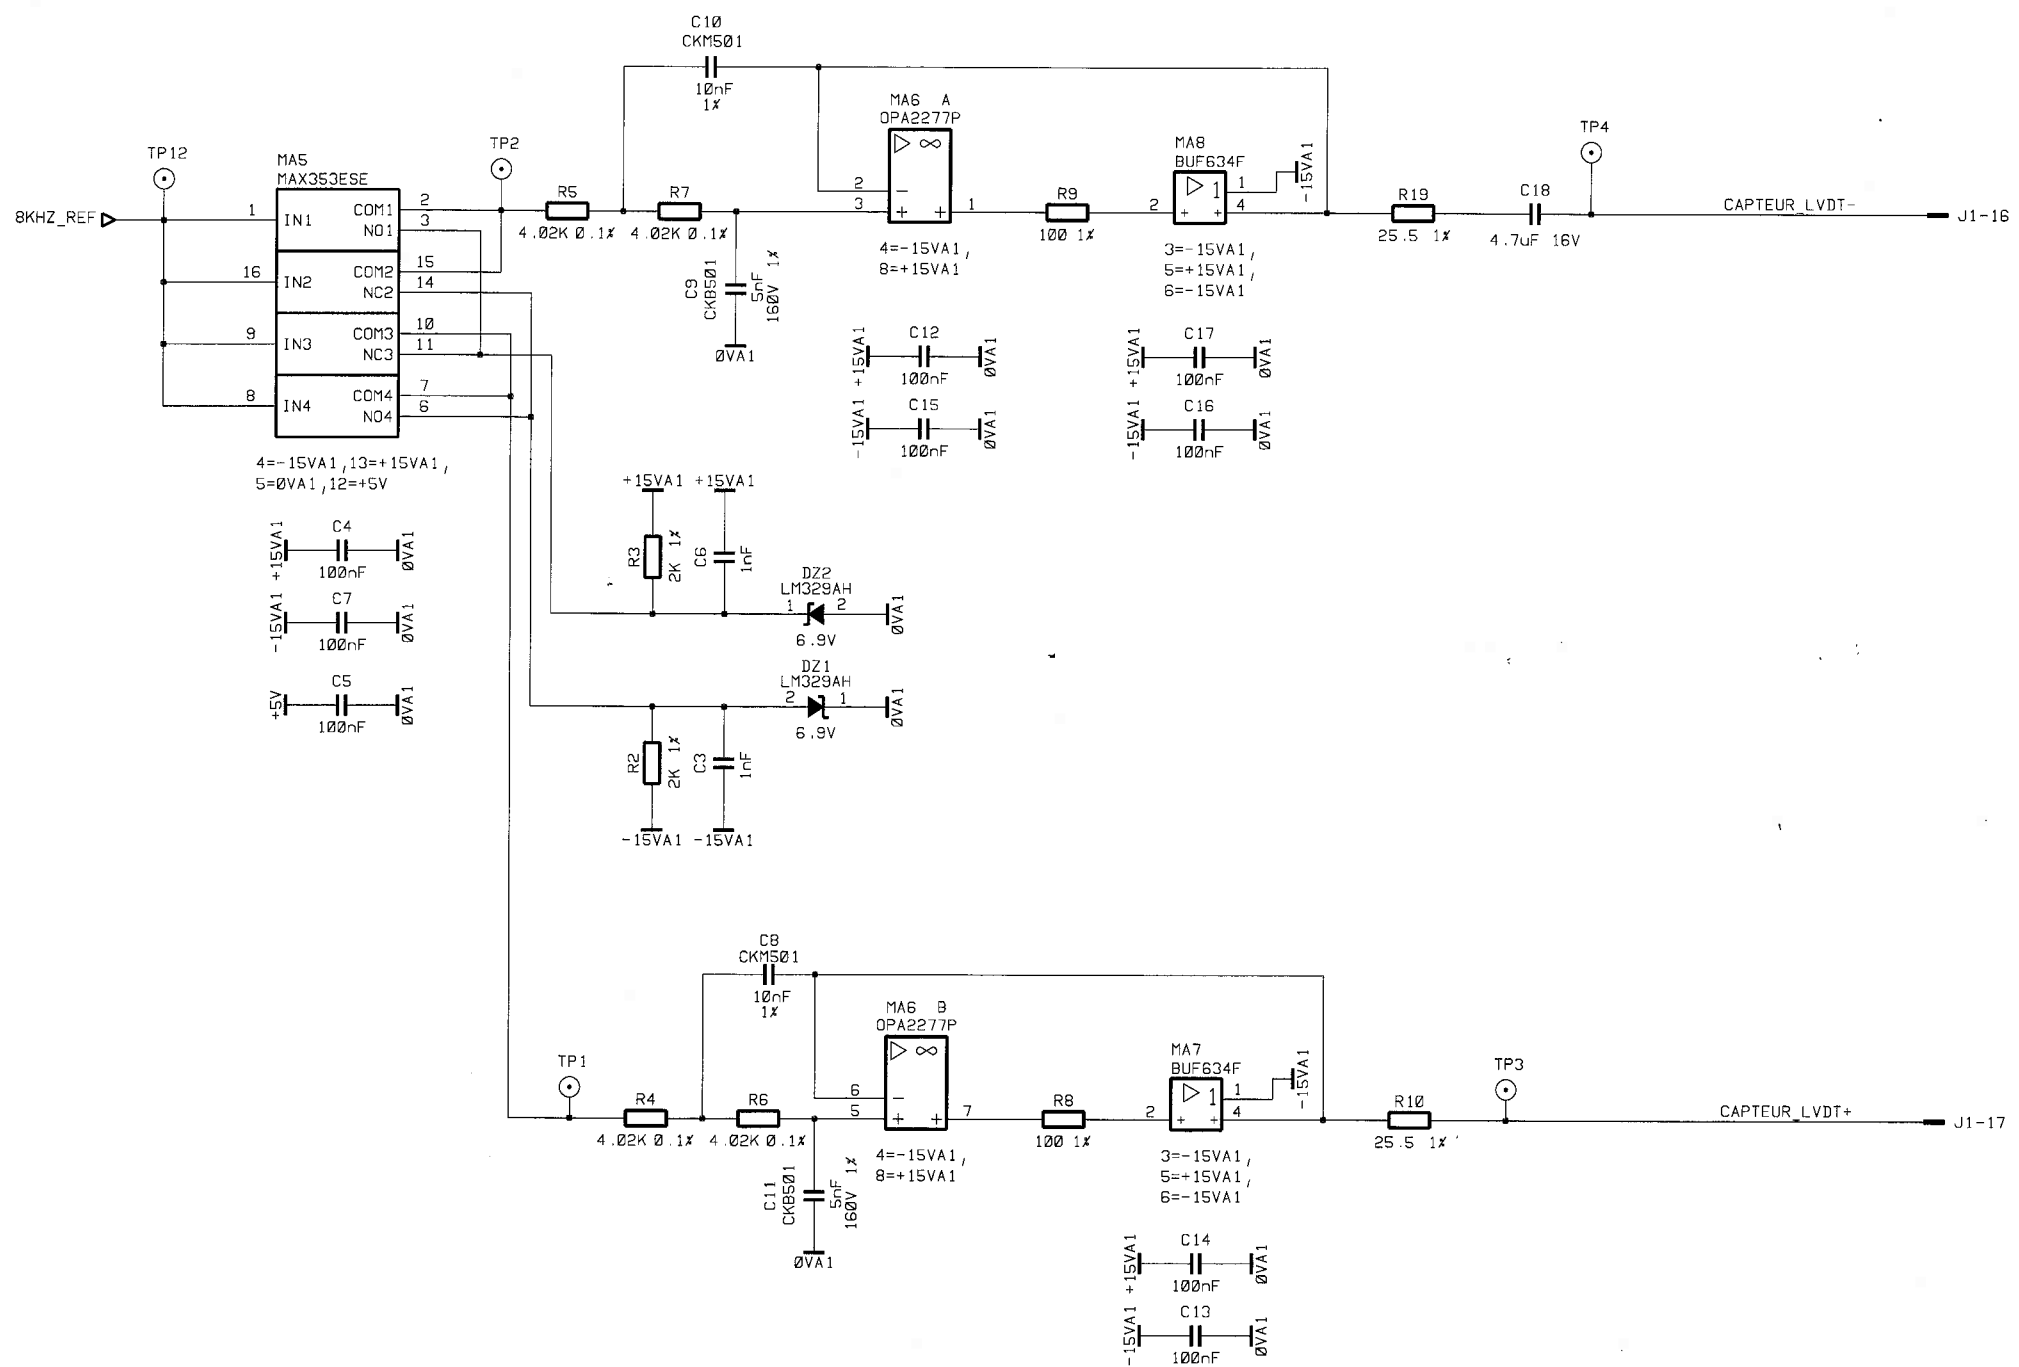 C10
CKM501
10nF
1%
MA6 A
OPA2277P
TP12
MA5
MAX353ESE
TP2
MA8
BUF634F
-15VA1
TP4
8KHZ_REF
1
IN1
COM1
2
NO1
3
R5
4.02K 0.1%
R7
4.02K 0.1%
2
3
1
R9
100 1%
2
1
1
4
R19
25.5 1%
C18
4.7uF 16V
CAPTEUR_LVDT-
J1-16
16
IN2
COM2
15
NC2
14
C9
CKB501
5nF
160V 1%
0VA1
4=-15VA1,
8=+15VA1
3=-15VA1,
5=+15VA1,
6=-15VA1
9
IN3
COM3
10
NC3
11
8
IN4
COM4
7
NO4
6
+15VA1
C12
100nF
0VA1
-15VA1
C15
100nF
0VA1
+15VA1
C17
100nF
0VA1
-15VA1
C16
100nF
0VA1
4=-15VA1,13=+15VA1,
5=0VA1,12=+5V
+15VA1
C4
100nF
0VA1
-15VA1
C7
100nF
0VA1
+5V
C5
100nF
0VA1
+15VA1 +15VA1
R3
2K 1%
C6
1nF
DZ2
LM329AH
1 2
6.9V
0VA1
DZ1
LM329AH
2 1
6.9V
0VA1
R2
2K 1%
C3
1nF
-15VA1 -15VA1
C8
CKM501
10nF
1%
MA6 B
OPA2277P
TP1
R4
4.02K 0.1%
R6
4.02K 0.1%
6
5
7
R8
100 1%
MA7
BUF634F
2
1
1
4
-15VA1
R10
25.5 1%
TP3
CAPTEUR_LVDT+
J1-17
C11
CKB501
5nF
160V 1%
0VA1
4=-15VA1,
8=+15VA1
3=-15VA1,
5=+15VA1,
6=-15VA1
+15VA1
C14
100nF
0VA1
-15VA1
C13
100nF
0VA1